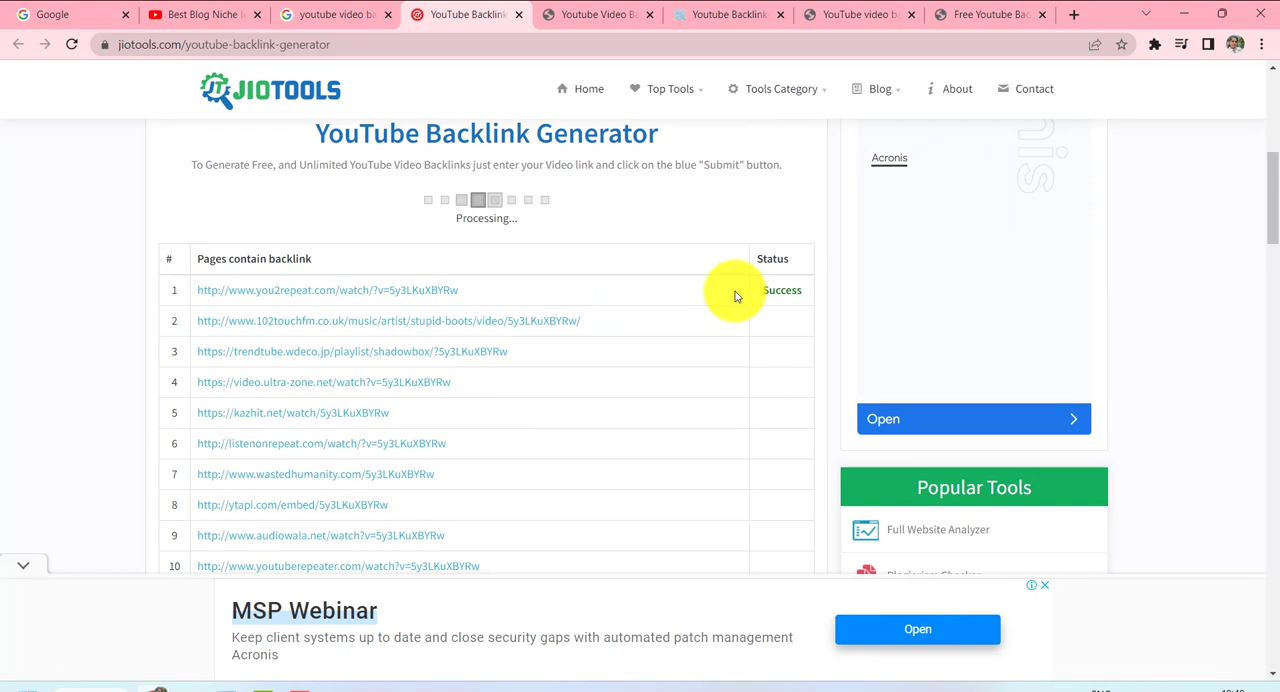 Google
Best Blog Niche I
youtube video ba
YouTube Backlink
Youtube Video Ba
Youtube Backlink
YouTube video ba
Free Youtube Bac
jiotools.com/youtube-backlink-generator
JIOTOOLS
Home
Top Tools
Tools Category
Blog
About
Contact
YouTube Backlink Generator
To Generate Free, and Unlimited YouTube Video Backlinks just enter your Video link and click on the blue "Submit" button.
Processing...
# Pages contain backlink Status
1 http://www.you2repeat.com/watch/?v=5y3LKuXBYRw Success
2 http://www.102touchfm.co.uk/music/artist/stupid-boots/video/5y3LKuXBYRw/
3 https://trendtube.wdeco.jp/playlist/shadowbox/?5y3LKuXBYRw
4 https://video.ultra-zone.net/watch?v=5y3LKuXBYRw
5 https://kazhit.net/watch/5y3LKuXBYRw
6 http://listenonrepeat.com/watch/?v=5y3LKuXBYRw
7 http://www.wastedhumanity.com/5y3LKuXBYRw
8 http://ytapi.com/embed/5y3LKuXBYRw
9 http://www.audiowala.net/watch?v=5y3LKuXBYRw
10 http://www.youtuberepeater.com/watch?v=5y3LKuXBYRw
Acronis
Open
Popular Tools
Full Website Analyzer
MSP Webinar
Keep client systems up to date and close security gaps with automated patch management
Acronis
Open